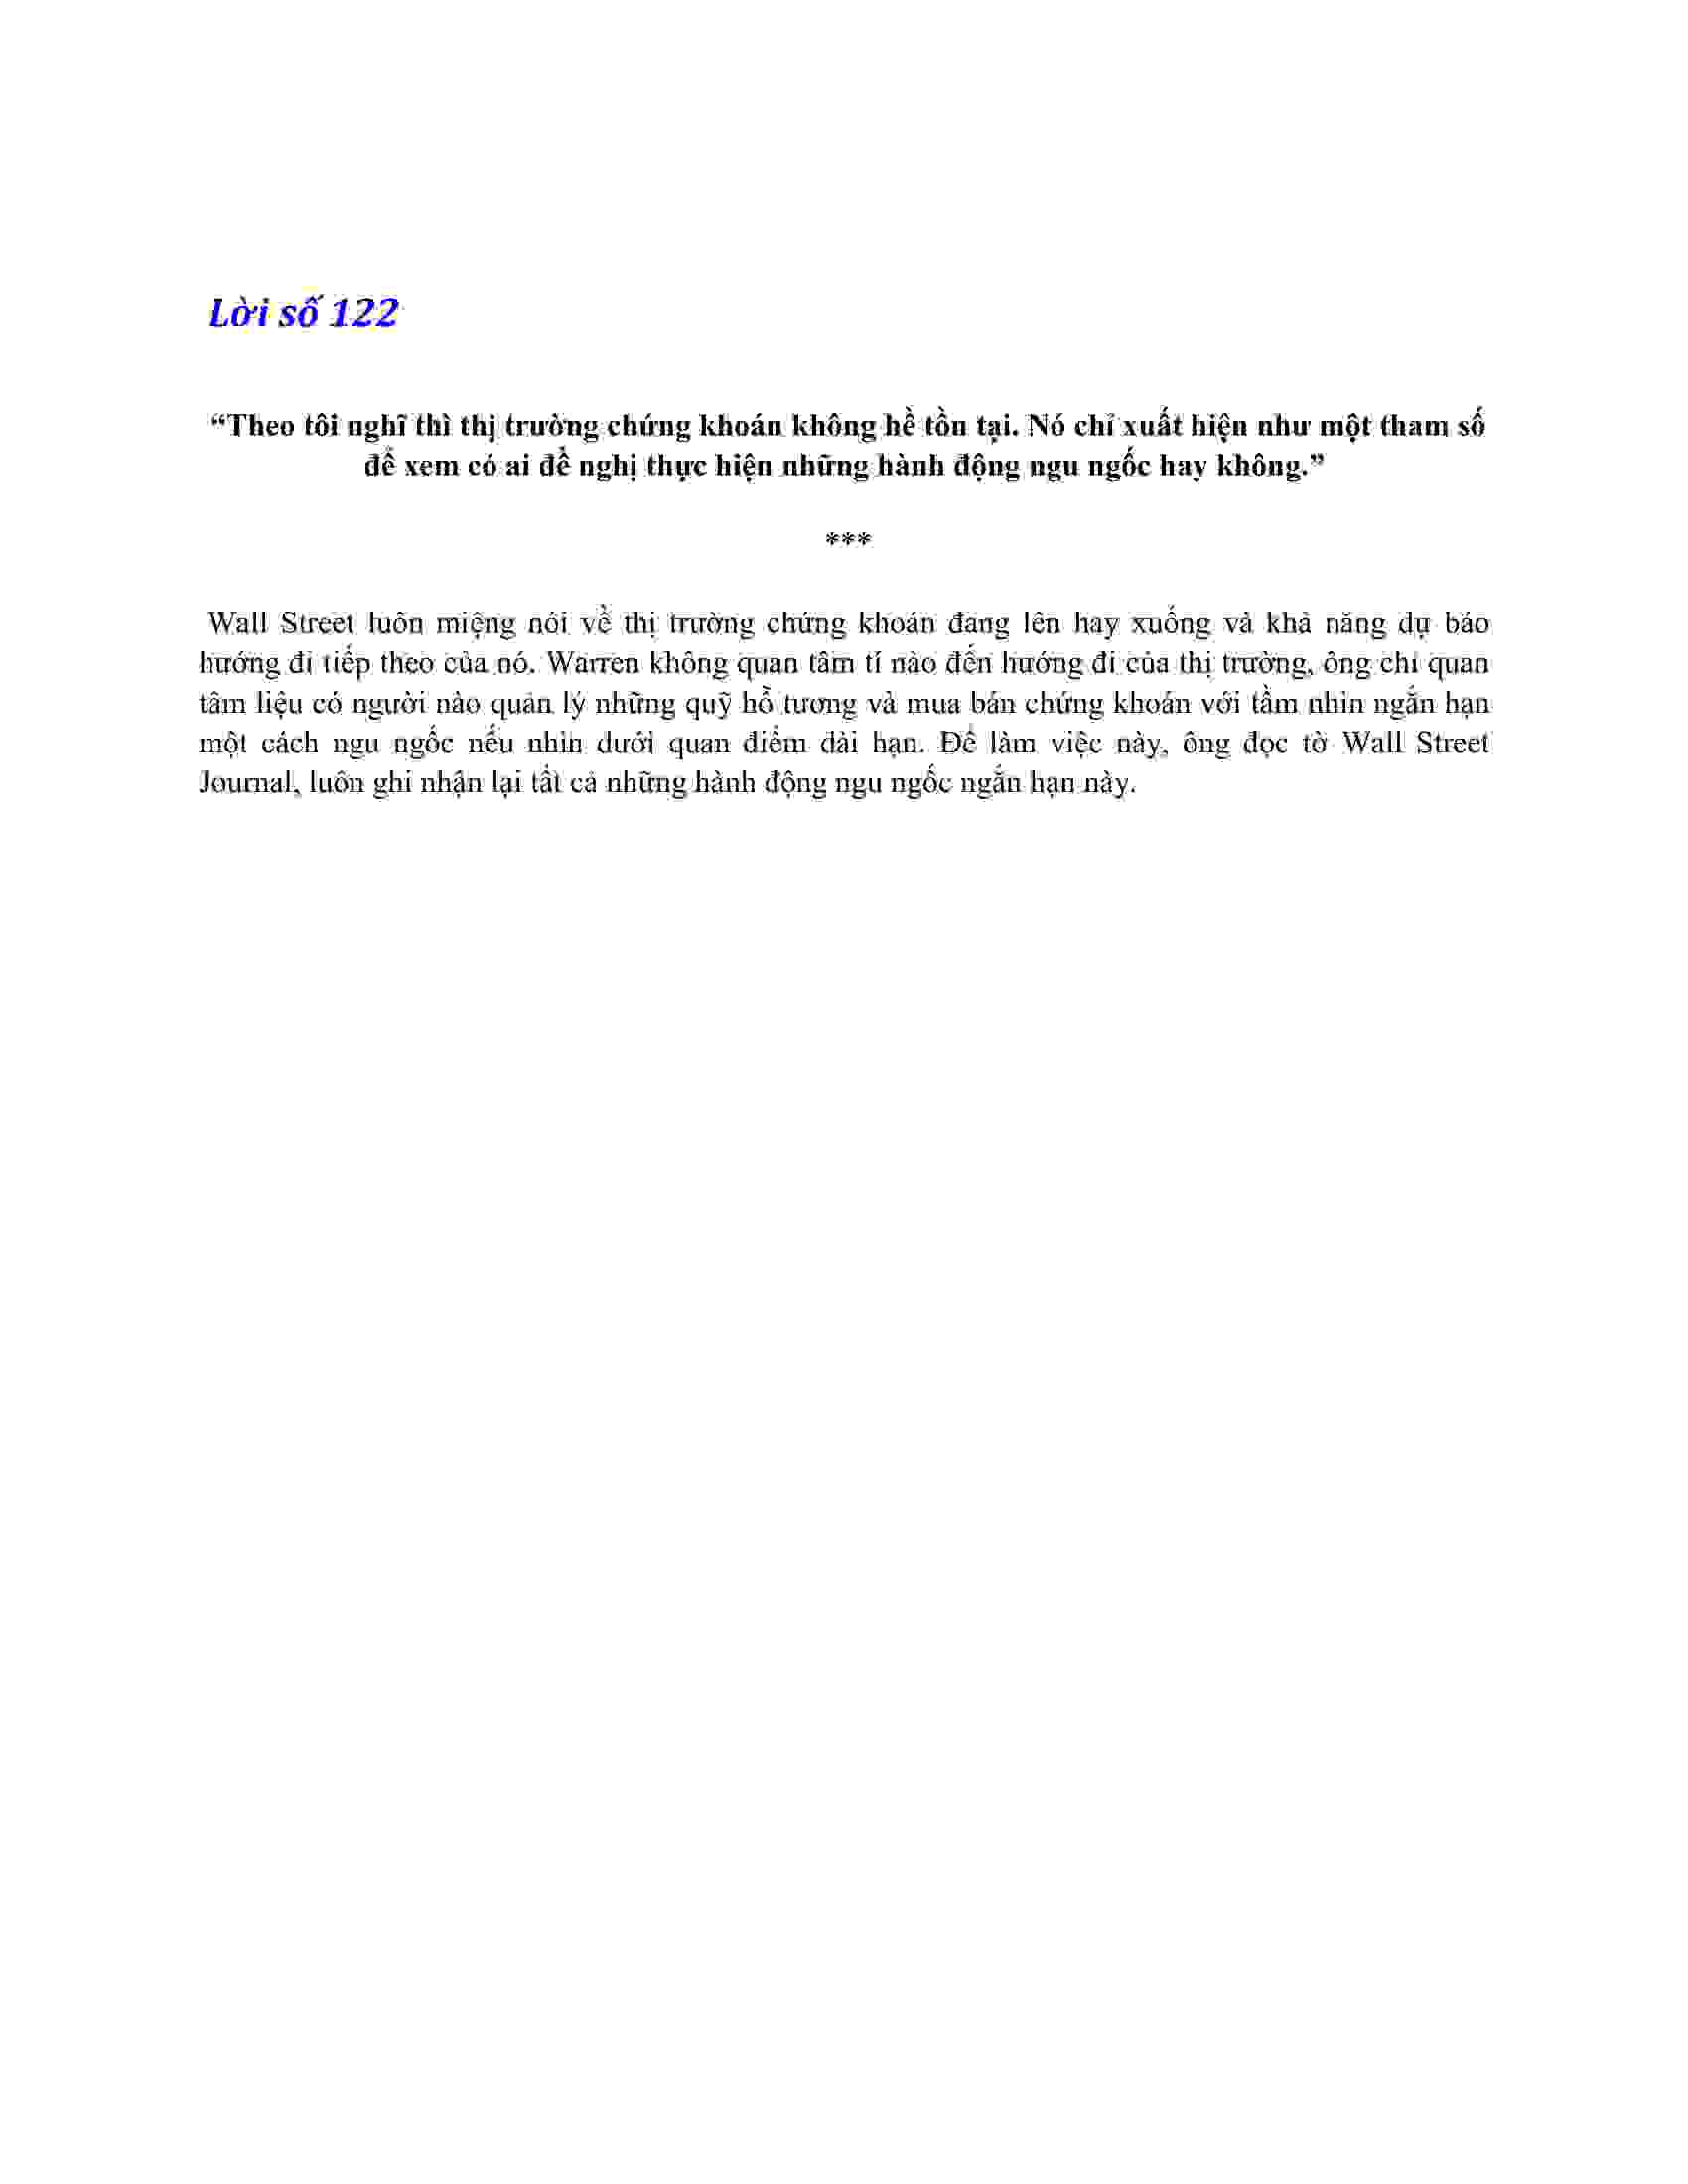 Lời số 122
“Theo tôi nghĩ thì thị trường chứng khoán không hề tồn tại. Nó chỉ xuất hiện như một tham số
để xem có ai đề nghị thực hiện những hành động ngu ngốc hay không.”
***
Wall Street luôn miệng nói về thị trường chứng khoán đang lên hay xuống và khả năng dự báo
hướng đi tiếp theo của nó. Warren không quan tâm tí nào đến hướng đi của thị trường, ông chỉ quan
tâm liệu có người nào quản lý những quỹ hỗ tương và mua bán chứng khoán với tầm nhìn ngắn hạn
một cách ngu ngốc nếu nhìn dưới quan điểm dài hạn. Để làm việc này, ông đọc tờ Wall Street
Journal, luôn ghi nhận lại tất cả những hành động ngu ngốc ngắn hạn này.